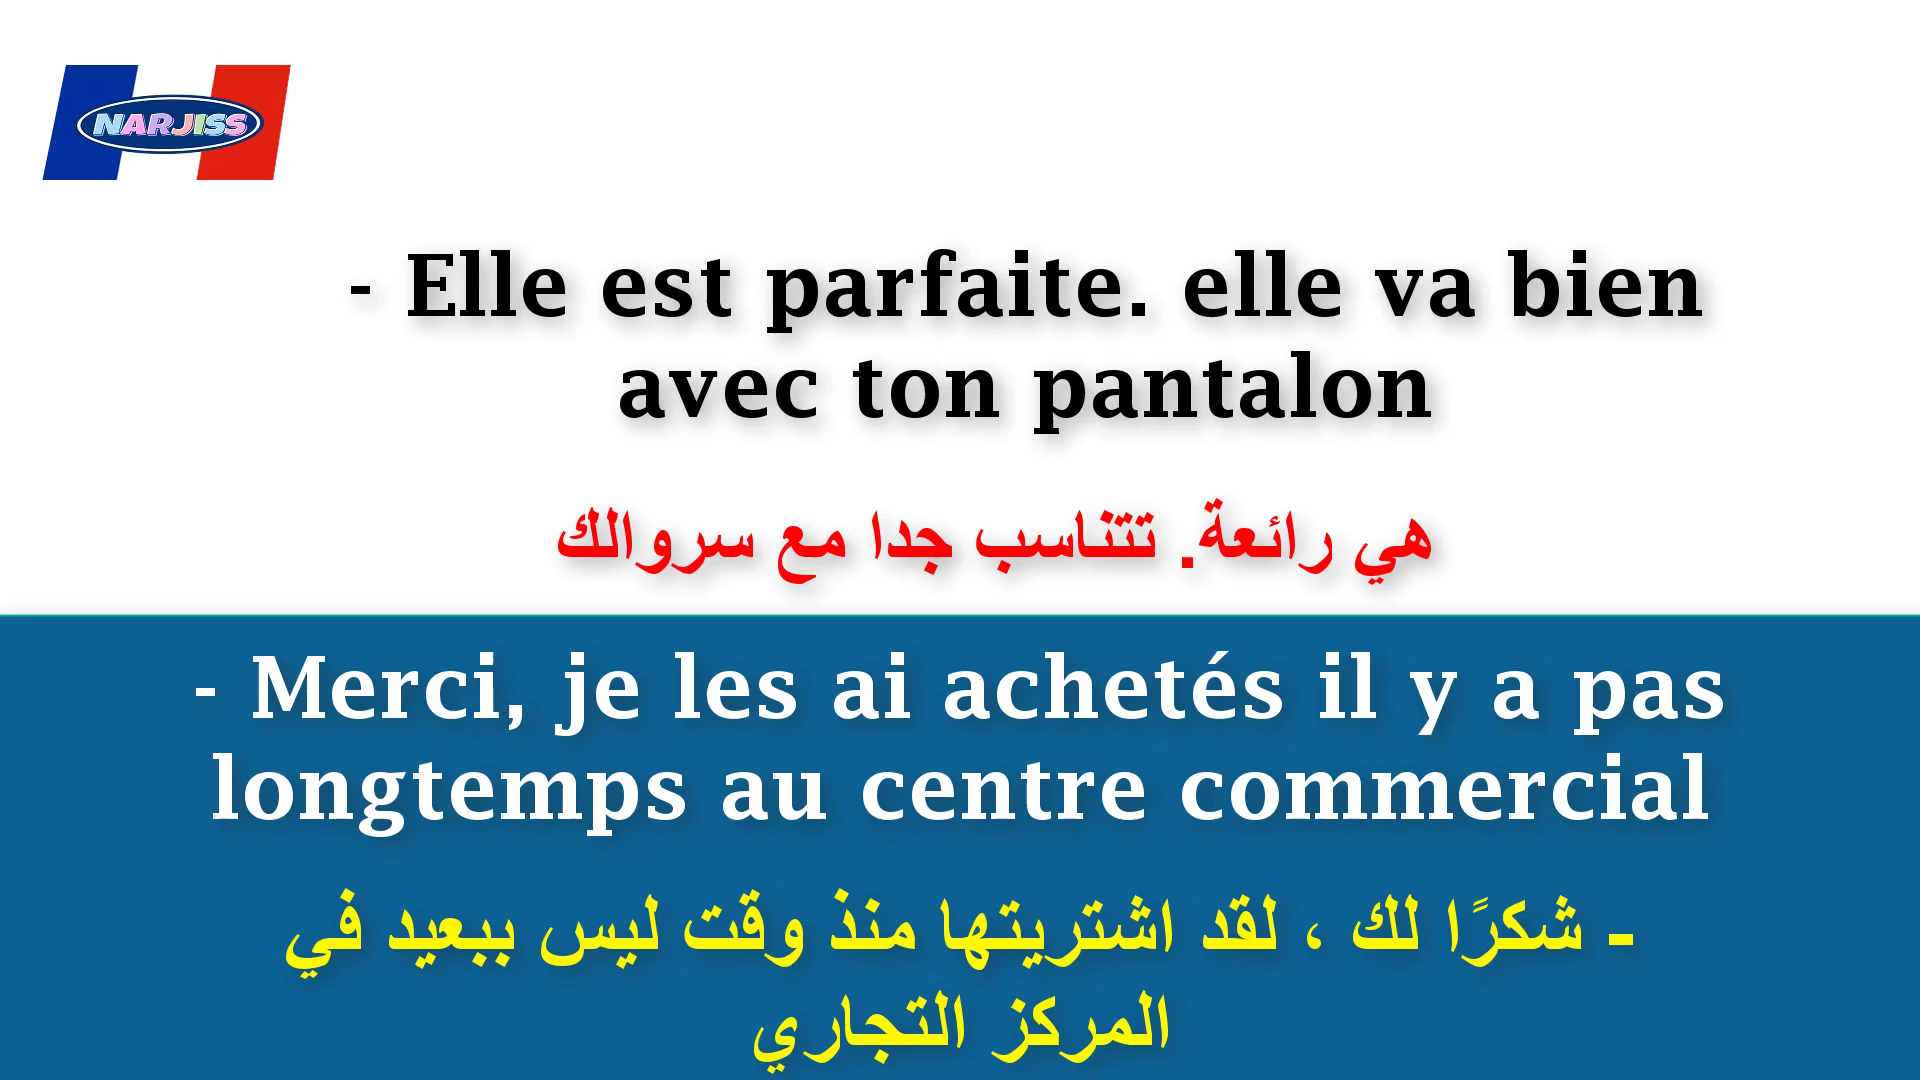 NARJISS
- Elle est parfaite. elle va bien
avec ton pantalon
هي رائعة. تتناسب جدا مع سروالك
- Merci, je les ai achetés il y a pas
longtemps au centre commercial
- شكرًا لك ، لقد اشتريتها منذ وقت ليس ببعيد في
المركز التجاري